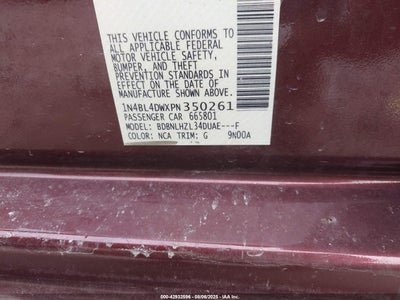 THIS VEHICLE CONFORMS TO
ALL APPLICABLE FEDERAL
MOTOR VEHICLE SAFETY,
BUMPER, AND THEFT
PREVENTION STANDARDS IN
EFFECT ON THE DATE OF
MANUFACTURE SHOWN ABOVE.
1N4BL4DWXPN350261
PASSENGER CAR 665801
MODEL: BDBNLHZL34DUAE---F
COLOR: NCA TRIM: G 9N00A
000-42932596 - 08/06/2025 - IAA Inc.